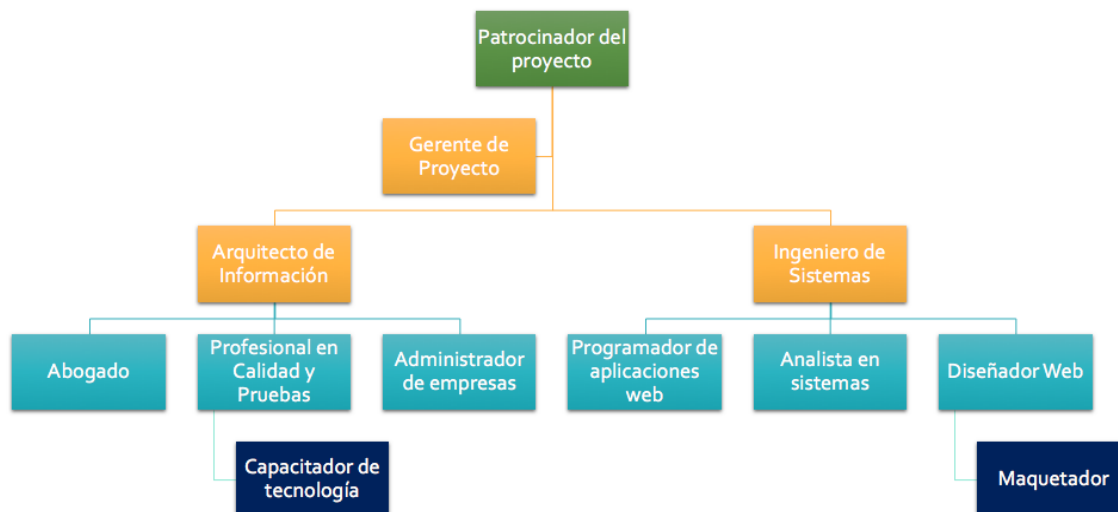 Patrocinador del
proyecto
Gerente de
Proyecto
Arquitecto de
Información
Ingeniero de
Sistemas
Abogado
Profesional en
Calidad y
Pruebas
Administrador
de empresas
Programador de
aplicaciones
web
Analista en
sistemas
Diseñador Web
Capacitador de
tecnología
Maquetador